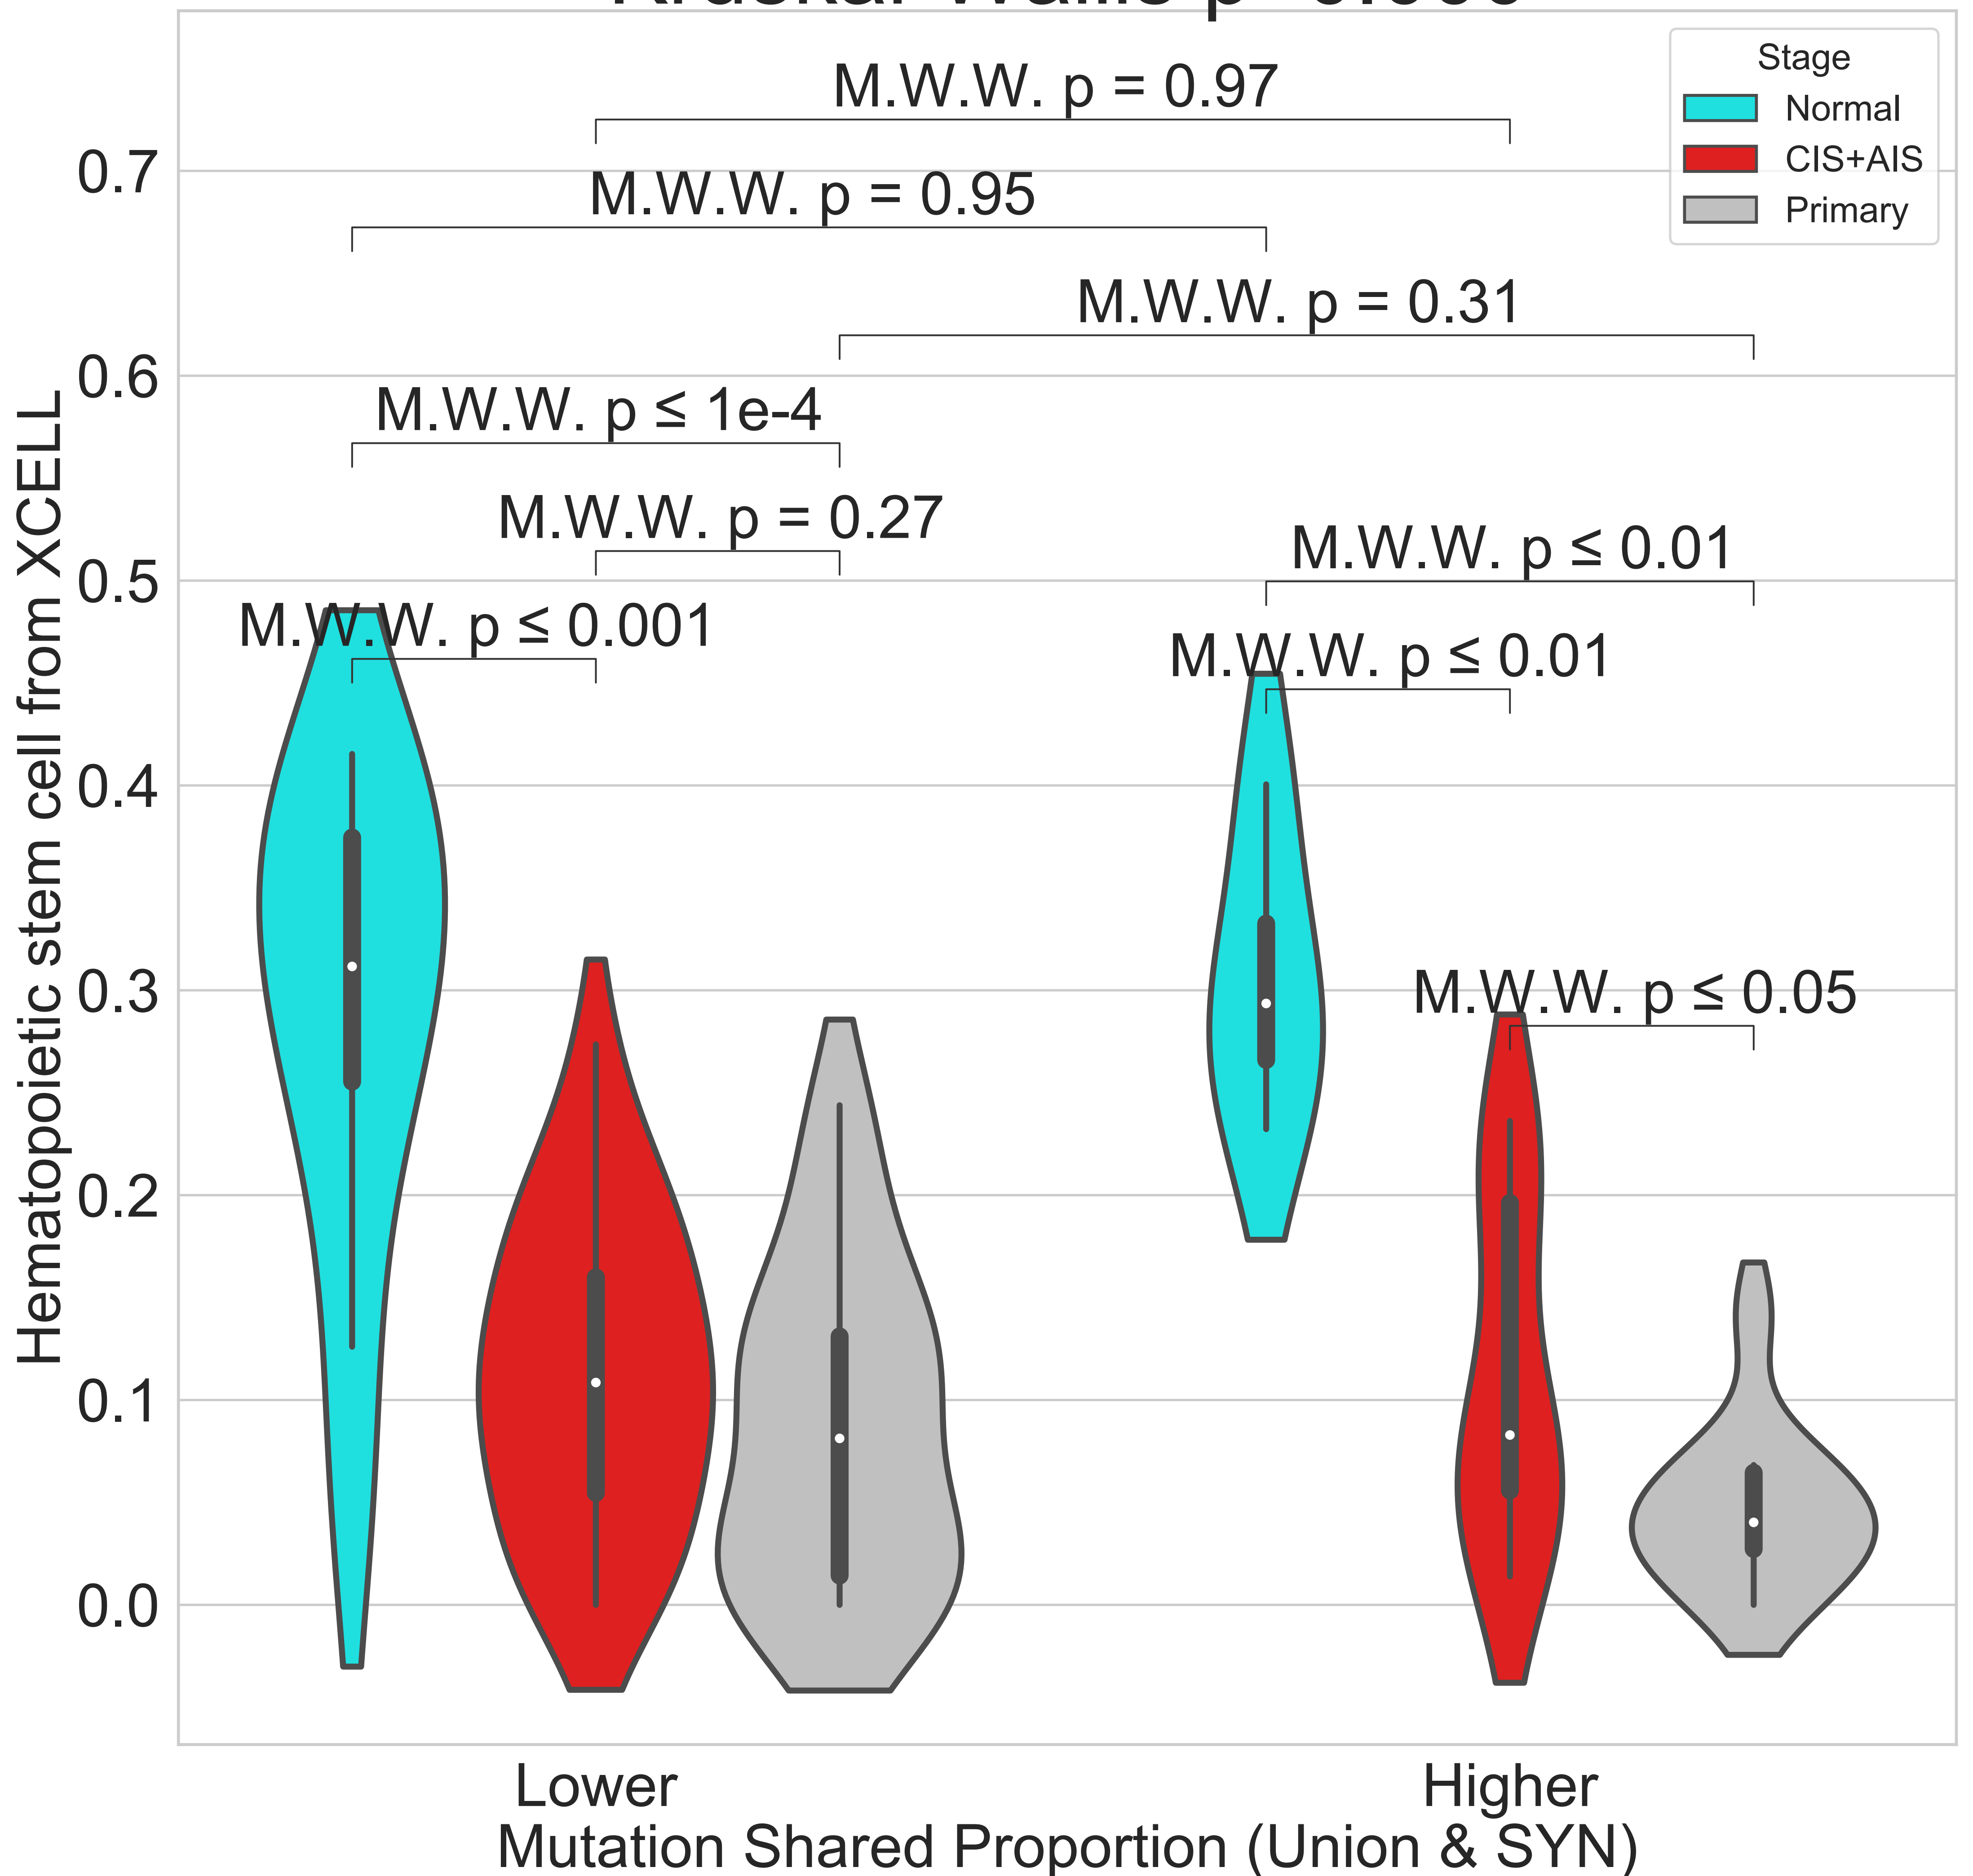 Stage
Normal
CIS+AIS
Primary
M.W.W. p = 0.97
M.W.W. p = 0.95
M.W.W. p = 0.31
M.W.W. p ≤ 1e-4
M.W.W. p = 0.27
M.W.W. p ≤ 0.001
M.W.W. p ≤ 0.01
M.W.W. p ≤ 0.01
M.W.W. p ≤ 0.05
Hematopoietic stem cell from XCELL
0.7
0.6
0.5
0.4
0.3
0.2
0.1
0.0
Lower
Higher
Mutation Shared Proportion (Union & SYN)